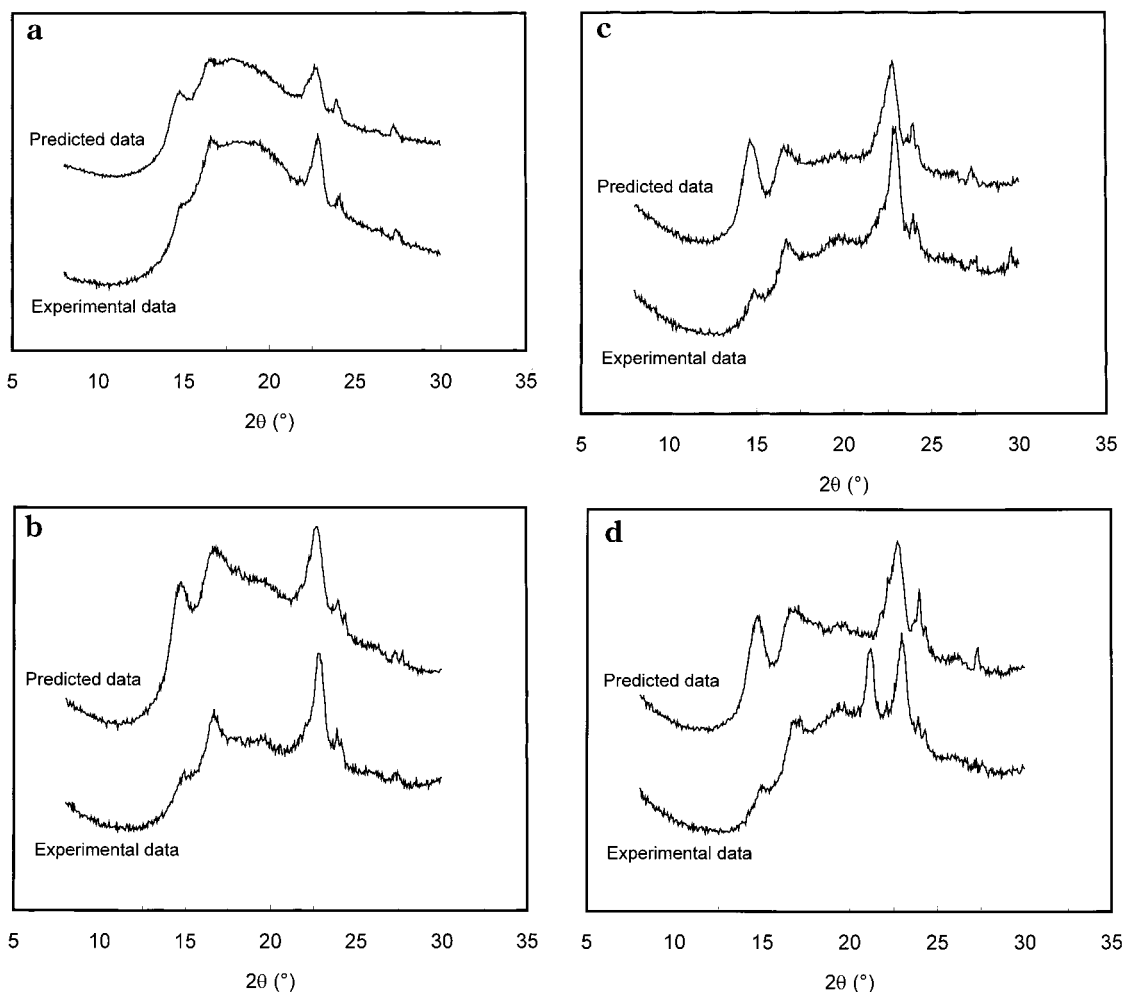 a
Predicted data
Experimental data
5 10 15 20 25 30 35
2θ (°)
c
Predicted data
Experimental data
5 10 15 20 25 30 35
2θ (°)
b
Predicted data
Experimental data
5 10 15 20 25 30 35
2θ (°)
d
Predicted data
Experimental data
5 10 15 20 25 30 35
2θ (°)